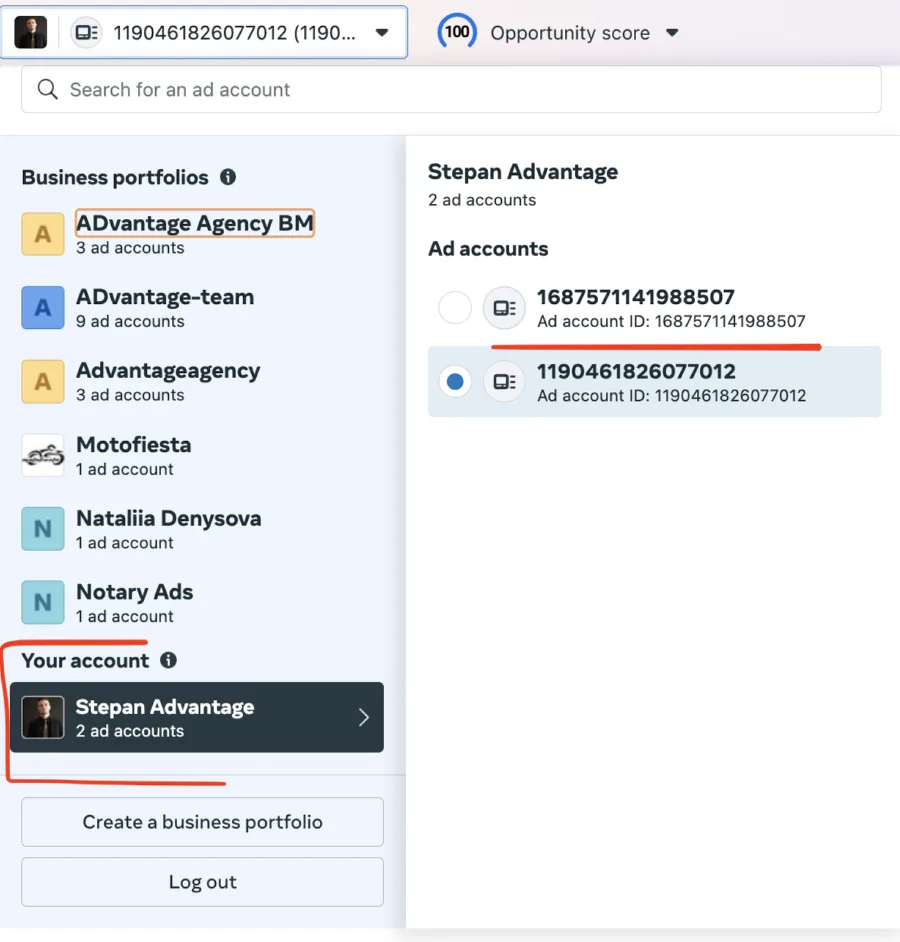 1190461826077012 (1190...
100
Opportunity score
Search for an ad account
Business portfolios
A
ADvantage Agency BM
3 ad accounts
A
ADvantage-team
9 ad accounts
A
Advantageagency
3 ad accounts
Motofiesta
1 ad account
N
Nataliia Denysova
1 ad account
N
Notary Ads
1 ad account
Your account
Stepan Advantage
2 ad accounts
Create a business portfolio
Log out
Stepan Advantage
2 ad accounts
Ad accounts
1687571141988507
Ad account ID: 1687571141988507
1190461826077012
Ad account ID: 1190461826077012